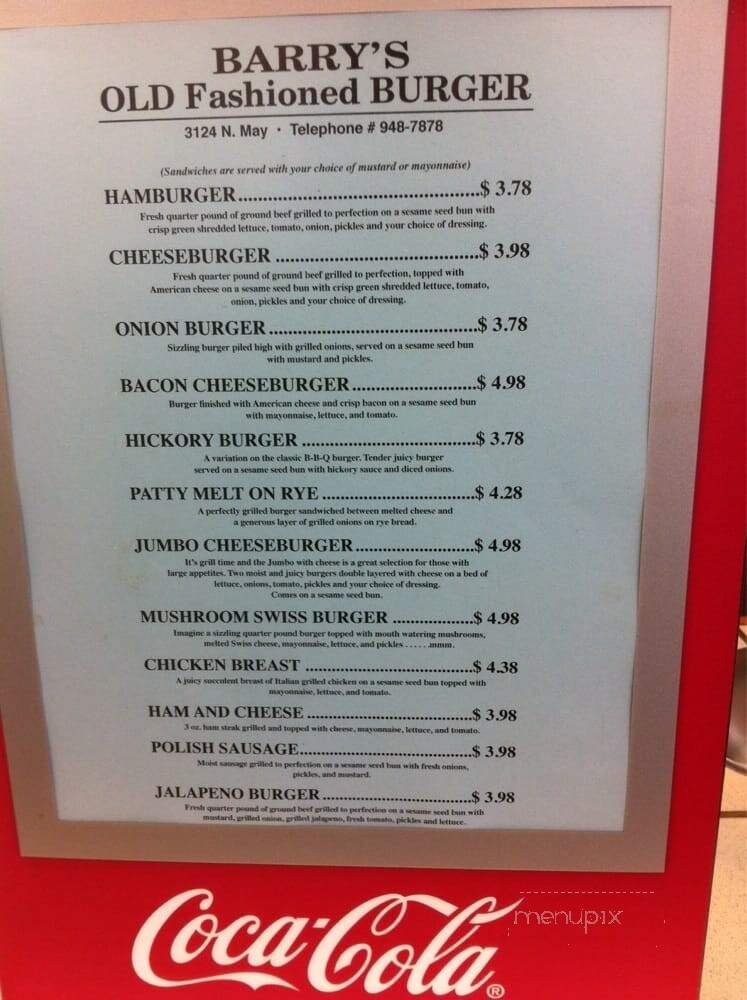 BARRY'S
OLD Fashioned BURGER
3124 N. May · Telephone # 948-7878
(Sandwiches are served with your choice of mustard or mayonnaise)
HAMBURGER..........................................$ 3.78
Fresh quarter pound of ground beef grilled to perfection on a sesame seed bun with
crisp green shredded lettuce, tomato, onion, pickles and your choice of dressing.
CHEESEBURGER ....................................$ 3.98
Fresh quarter pound of ground beef grilled to perfection, topped with
American cheese on a sesame seed bun with crisp green shredded lettuce, tomato,
onion, pickles and your choice of dressing.
ONION BURGER.....................................$ 3.78
Sizzling burger piled high with grilled onions, served on a sesame seed bun
with mustard and pickles.
BACON CHEESEBURGER......................$ 4.98
Burger finished with American cheese and crisp bacon on a sesame seed bun
with mayonnaise, lettuce, and tomato.
HICKORY BURGER ...............................$ 3.78
A variation on the classic B-B-Q burger. Tender juicy burger
served on a sesame seed bun with hickory sauce and diced onions.
PATTY MELT ON RYE ...........................$ 4.28
A perfectly grilled burger sandwiched between melted cheese and
a generous layer of grilled onions on rye bread.
JUMBO CHEESEBURGER.....................$ 4.98
It's grill time and the Jumbo with cheese is a great selection for those with
large appetites. Two moist and juicy burgers double layered with cheese on a bed of
lettuce, onions, tomato, pickles and your choice of dressing.
Comes on a sesame seed bun.
MUSHROOM SWISS BURGER ...............$ 4.98
Imagine a sizzling quarter pound burger topped with mouth watering mushrooms,
melted Swiss cheese, mayonnaise, lettuce, and pickles . . . . . .mmm.
CHICKEN BREAST ................................$ 4.38
A juicy succulent breast of Italian grilled chicken on a sesame seed bun topped with
mayonnaise, lettuce, and tomato.
HAM AND CHEESE ................................$ 3.98
3 oz. ham steak grilled and topped with cheese, mayonnaise, lettuce, and tomato.
POLISH SAUSAGE..................................$ 3.98
Moist sausage grilled to perfection on a sesame seed bun with fresh onions,
pickles, and mustard.
JALAPENO BURGER .............................$ 3.98
Fresh quarter pound of ground beef grilled to perfection on a sesame seed bun with
mustard, grilled onion, grilled jalapeno, fresh tomato, pickles and lettuce.
Coca-Cola®
menupix